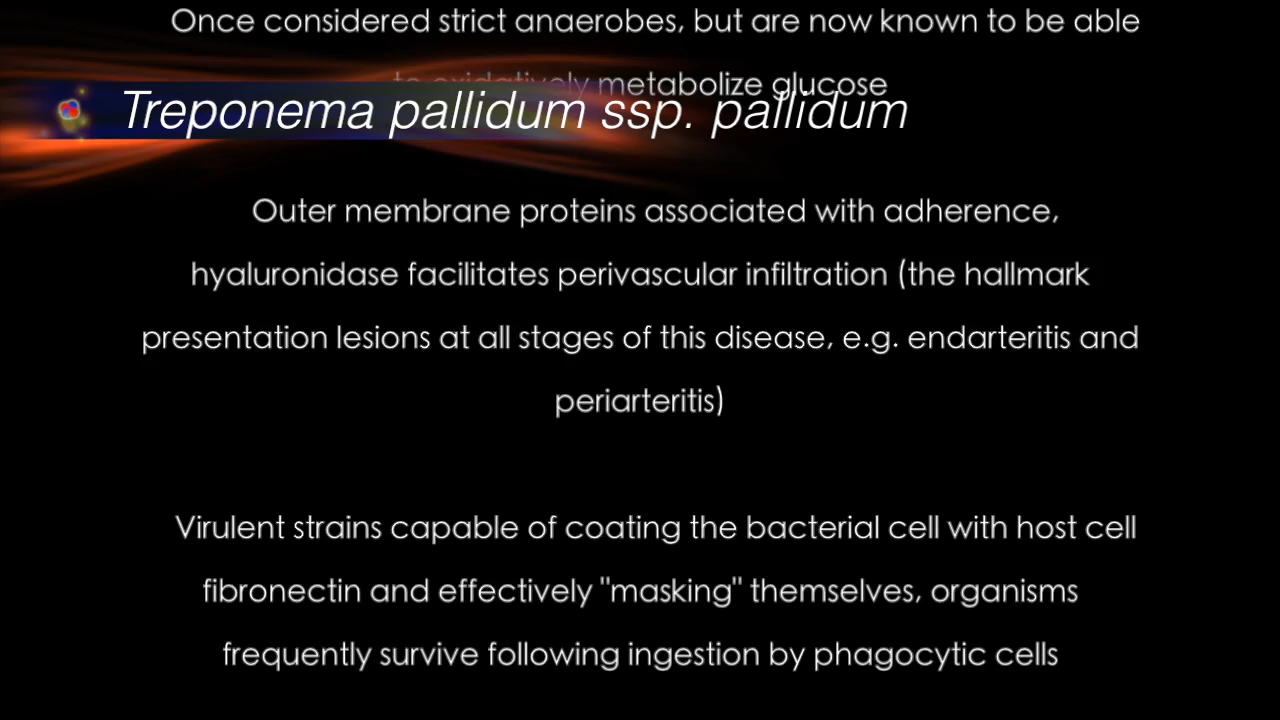 Once considered strict anaerobes, but are now known to be able
to oxidatively metabolize glucose
Treponema pallidum ssp. pallidum
Outer membrane proteins associated with adherence,
hyaluronidase facilitates perivascular infiltration (the hallmark
presentation lesions at all stages of this disease, e.g. endarteritis and
periarteritis)
Virulent strains capable of coating the bacterial cell with host cell
fibronectin and effectively "masking" themselves, organisms
frequently survive following ingestion by phagocytic cells